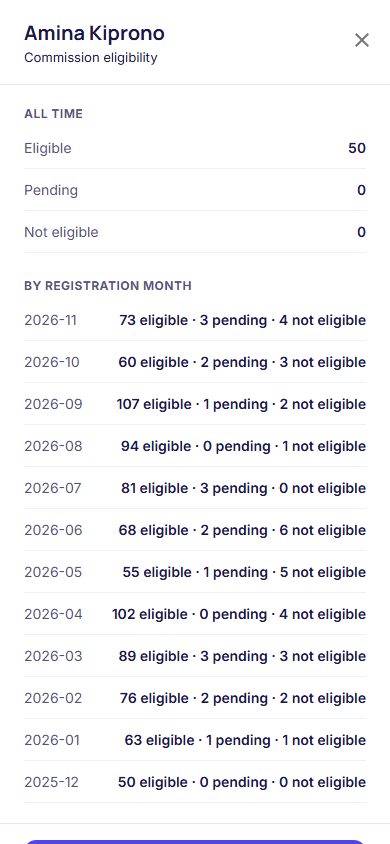 Amina Kiprono
Commission eligibility
ALL TIME
Eligible 50
Pending 0
Not eligible 0
BY REGISTRATION MONTH
2026-11 73 eligible · 3 pending · 4 not eligible
2026-10 60 eligible · 2 pending · 3 not eligible
2026-09 107 eligible · 1 pending · 2 not eligible
2026-08 94 eligible · 0 pending · 1 not eligible
2026-07 81 eligible · 3 pending · 0 not eligible
2026-06 68 eligible · 2 pending · 6 not eligible
2026-05 55 eligible · 1 pending · 5 not eligible
2026-04 102 eligible · 0 pending · 4 not eligible
2026-03 89 eligible · 3 pending · 3 not eligible
2026-02 76 eligible · 2 pending · 2 not eligible
2026-01 63 eligible · 1 pending · 1 not eligible
2025-12 50 eligible · 0 pending · 0 not eligible